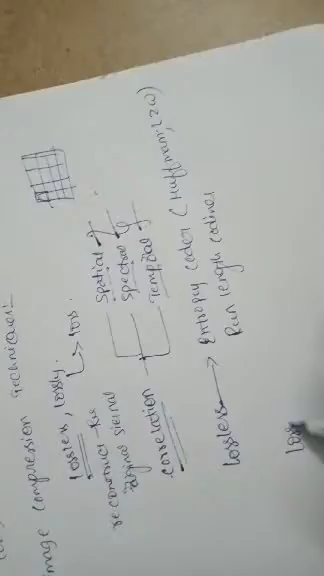 Image compression techniques:
lossless, lossy.
loss.
reconstruct the
original signal
correlation
Spatial
Spectral
Temporal
lossless → Entropy coder (Huffman, LZW)
Run length coding